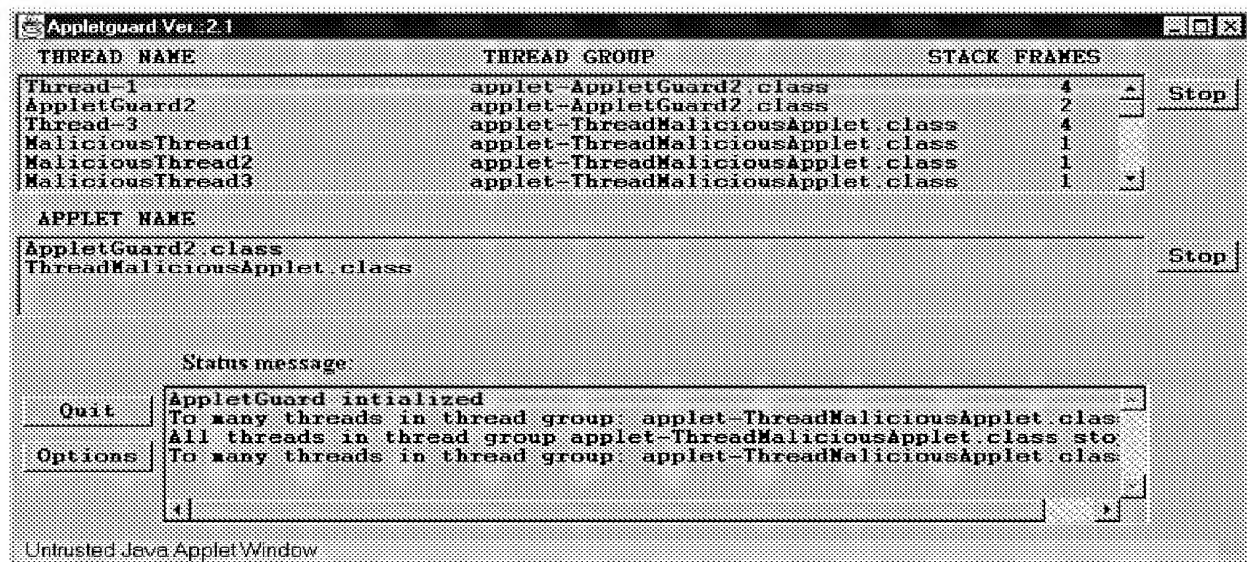 Appletguard Ver.:2.1
THREAD NAME THREAD GROUP STACK FRAMES
Thread-1 applet-AppletGuard2.class 4
AppletGuard2 applet-AppletGuard2.class 2
Thread-3 applet-ThreadMaliciousApplet.class 4
MaliciousThread1 applet-ThreadMaliciousApplet.class 1
MaliciousThread2 applet-ThreadMaliciousApplet.class 1
MaliciousThread3 applet-ThreadMaliciousApplet.class 1
Stop
APPLET NAME
AppletGuard2.class
ThreadMaliciousApplet.class
Stop
Status message:
AppletGuard intialized
To many threads in thread group: applet-ThreadMaliciousApplet.clas
All threads in thread group applet-ThreadMaliciousApplet.class sto
To many threads in thread group: applet-ThreadMaliciousApplet.clas
Quit
Options
Untrusted Java Applet Window